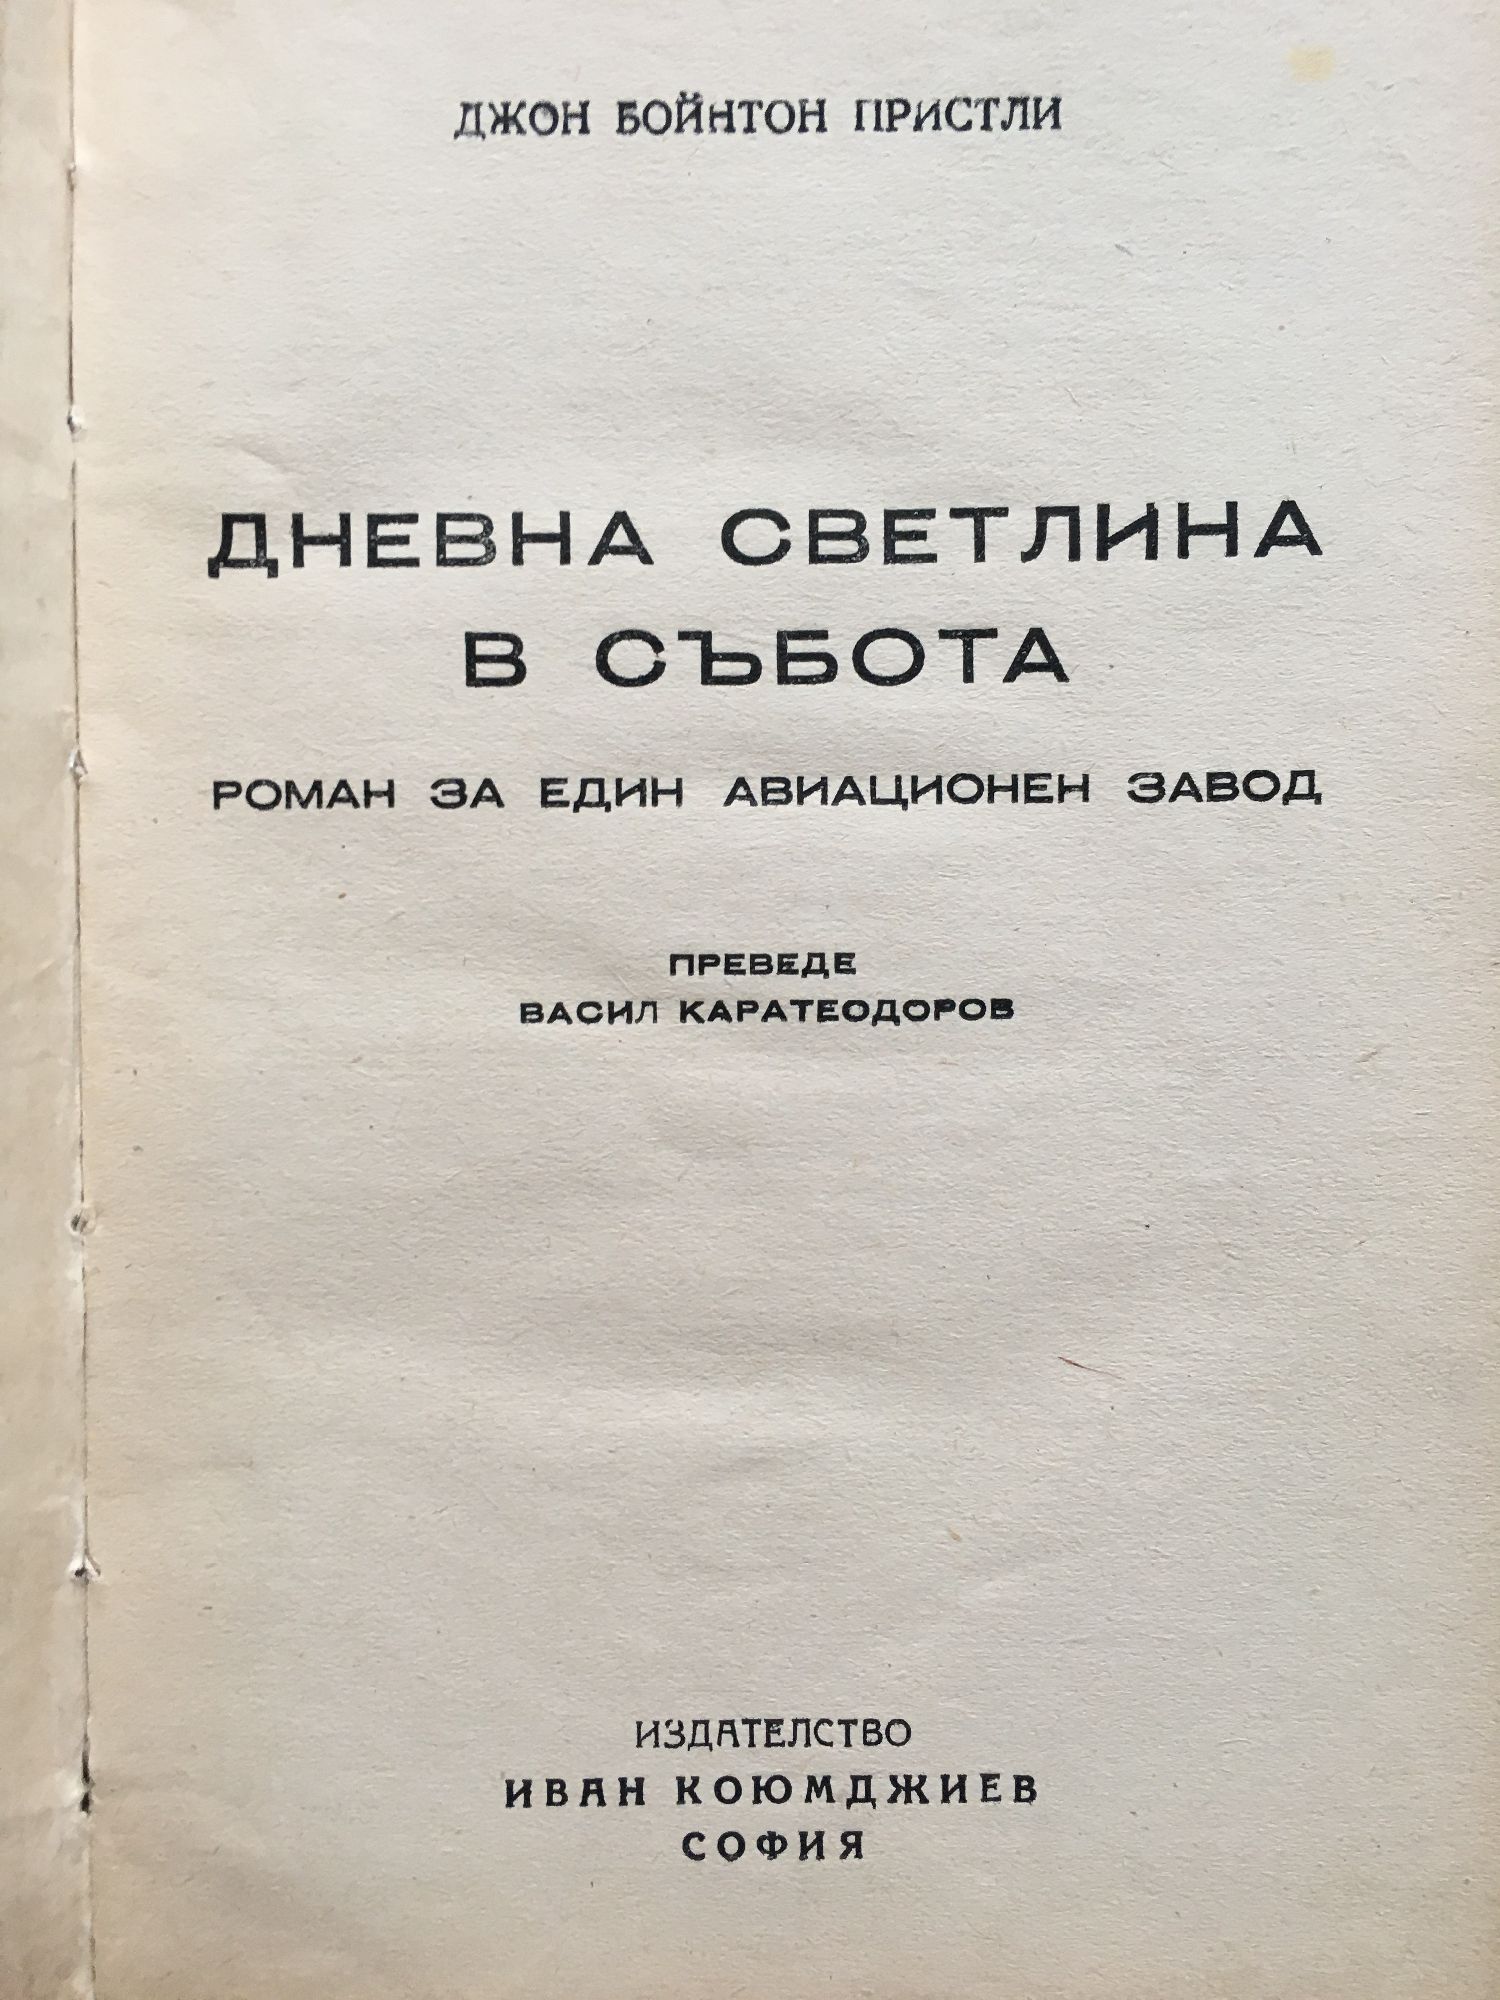 ДЖОН БОЙНТОН ПРИСТЛИ
ДНЕВНА СВЕТЛИНА
В СЪБОТА
РОМАН ЗА ЕДИН АВИАЦИОНЕН ЗАВОД
ПРЕВЕДЕ
ВАСИЛ КАРАТЕОДОРОВ
ИЗДАТЕЛСТВО
ИВАН КОЮМДЖИЕВ
СОФИЯ